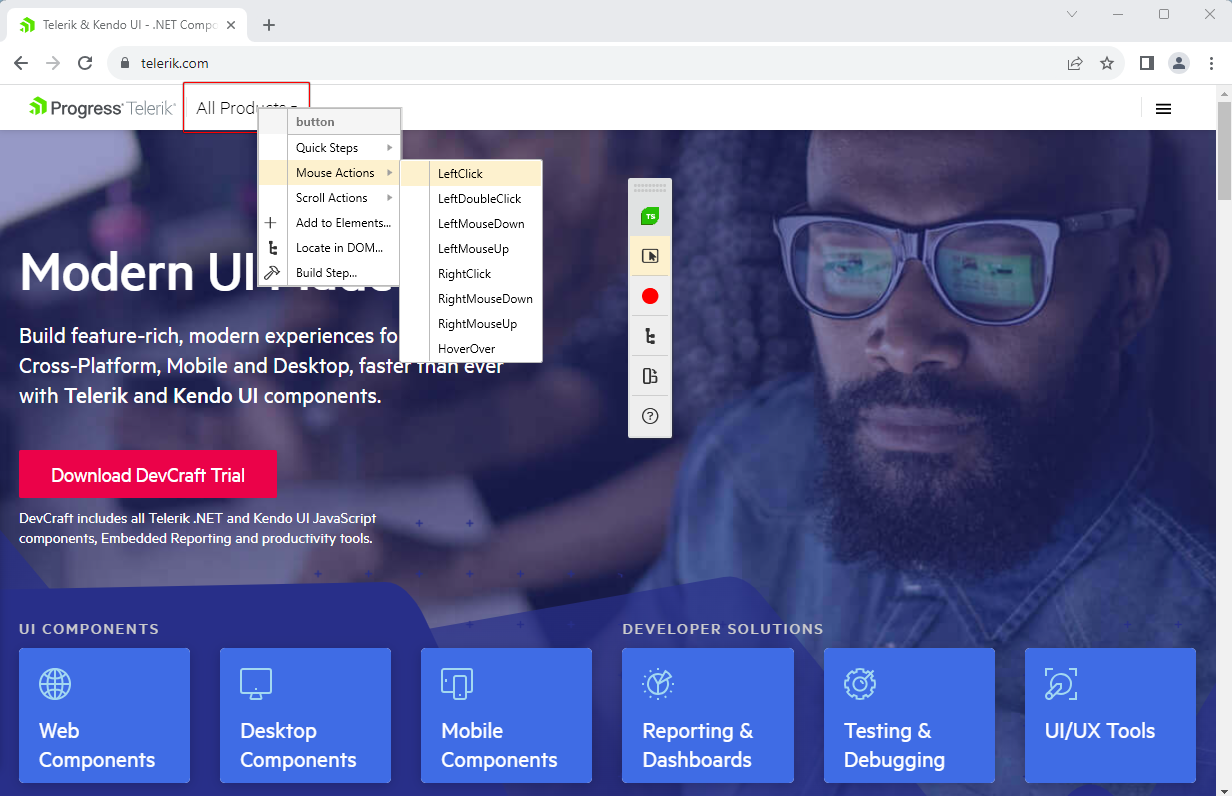 Telerik & Kendo UI - .NET Compo
telerik.com
Progress® Telerik®
All Products
button
Quick Steps
Mouse Actions
Scroll Actions
Add to Elements...
Locate in DOM...
Build Step...
LeftClick
LeftDoubleClick
LeftMouseDown
LeftMouseUp
RightClick
RightMouseDown
RightMouseUp
HoverOver
TS
Modern UI Made
Build feature-rich, modern experiences fo
Cross-Platform, Mobile and Desktop, faster than ever
with Telerik and Kendo UI components.
Download DevCraft Trial
DevCraft includes all Telerik .NET and Kendo UI JavaScript
components, Embedded Reporting and productivity tools.
UI COMPONENTS
DEVELOPER SOLUTIONS
Web
Components
Desktop
Components
Mobile
Components
Reporting &
Dashboards
Testing &
Debugging
UI/UX Tools